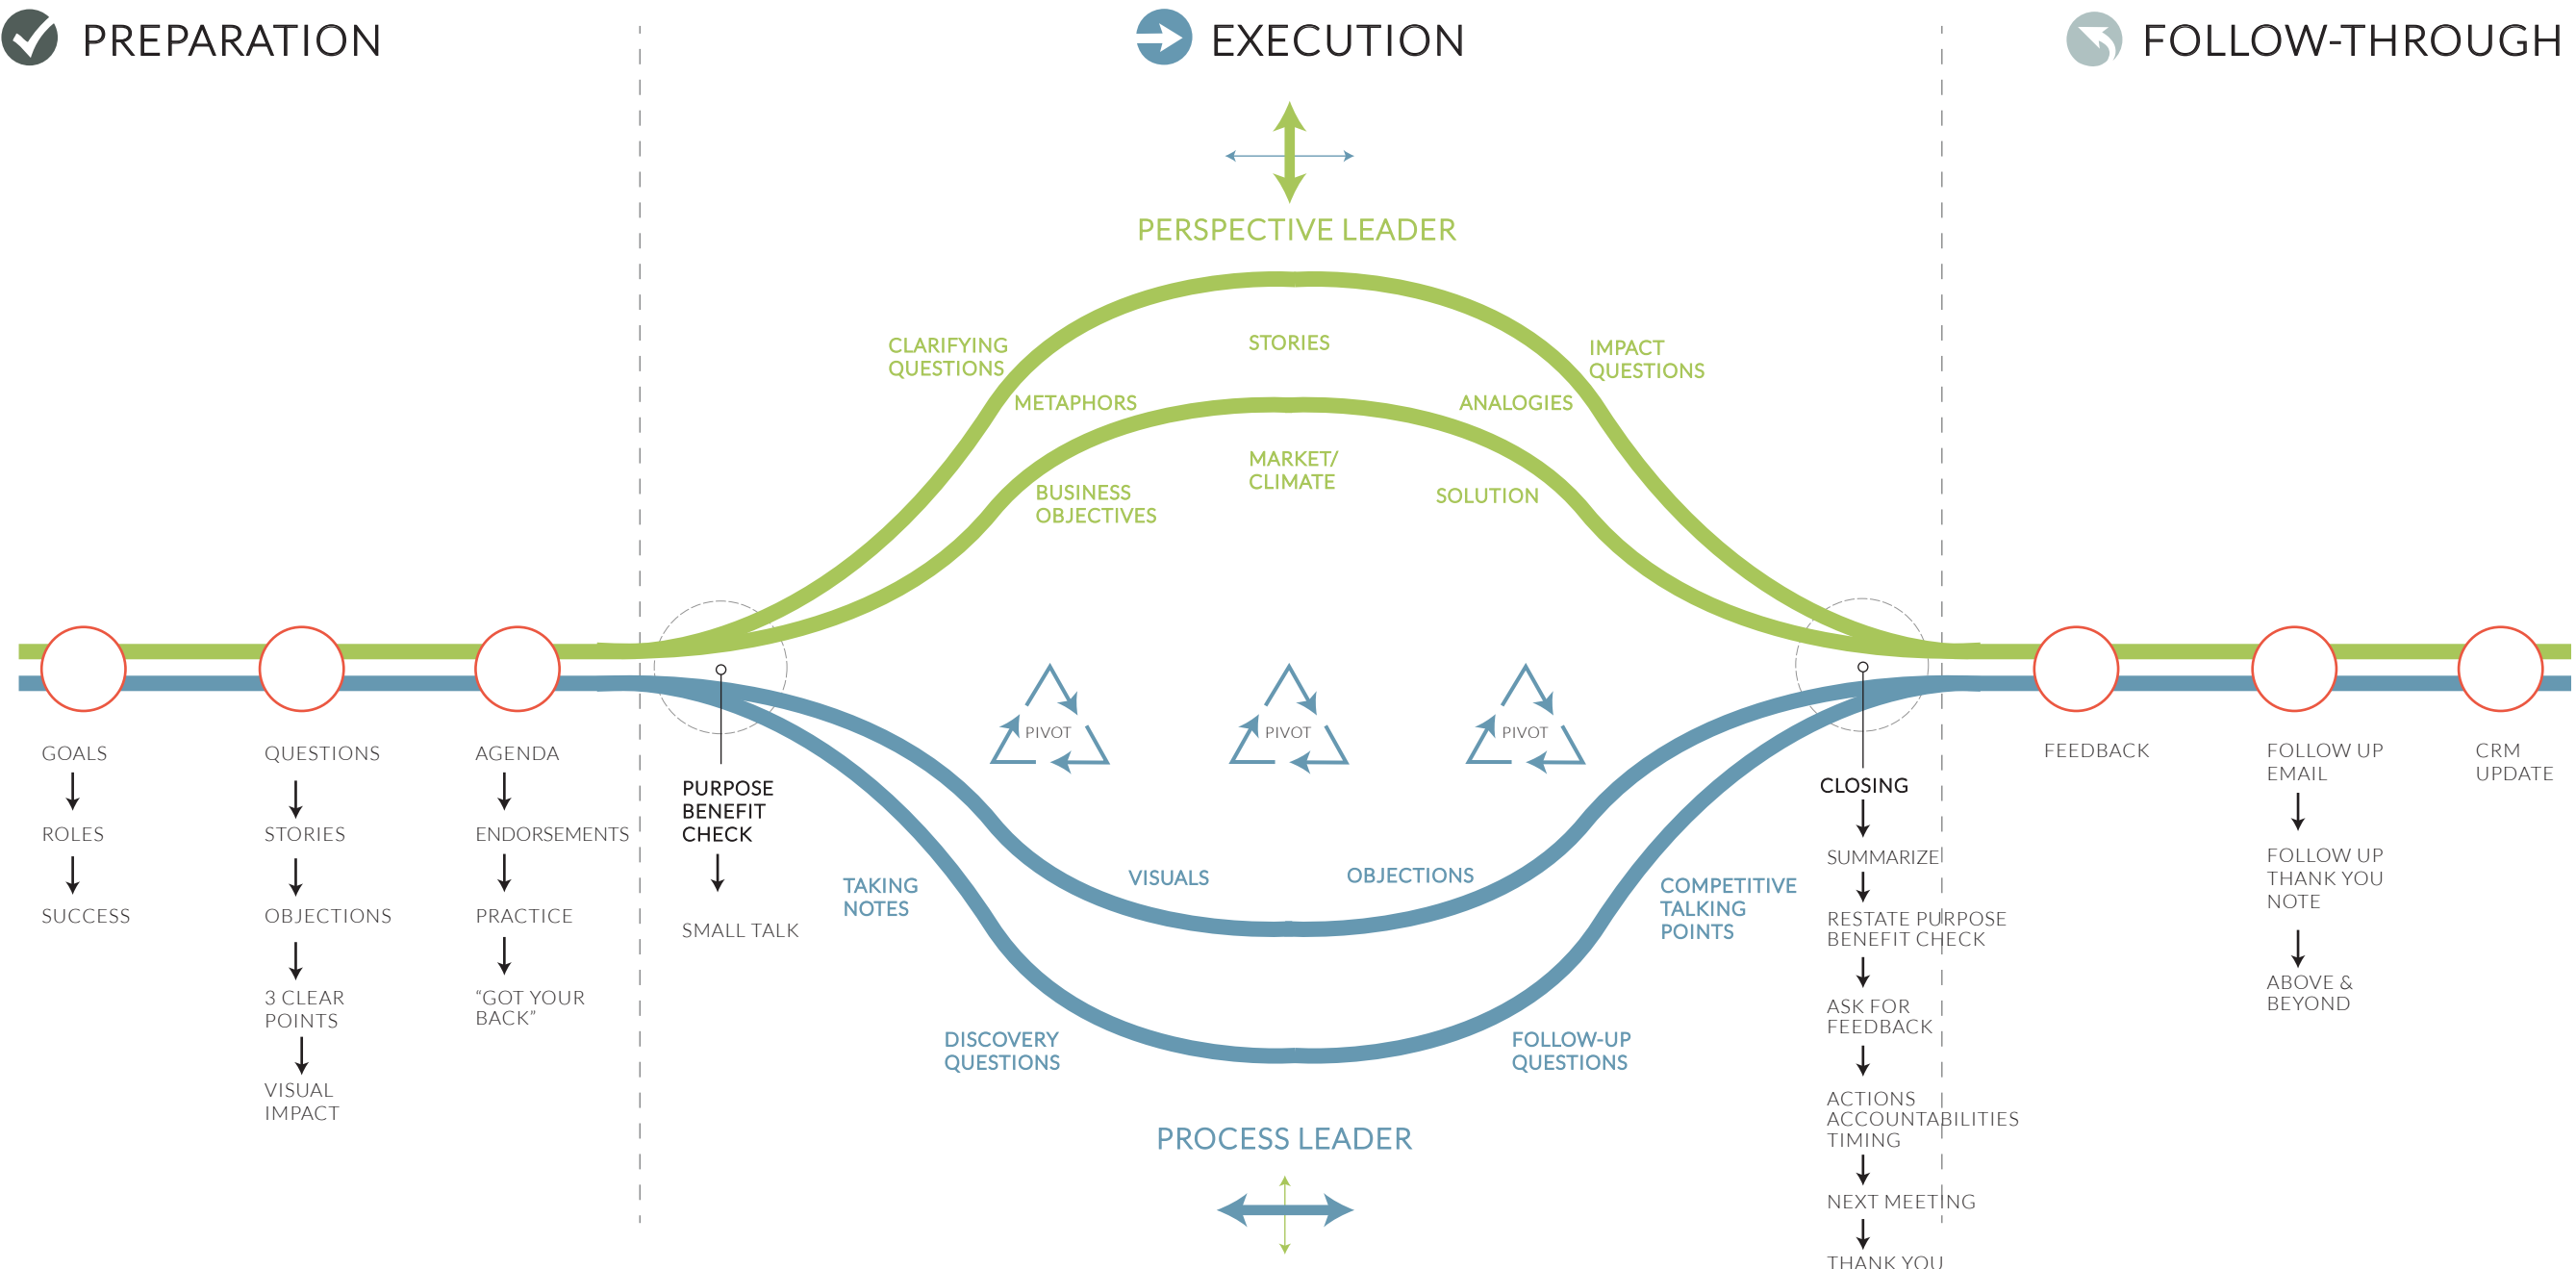 PREPARATION
EXECUTION
FOLLOW-THROUGH
PERSPECTIVE LEADER
CLARIFYING
QUESTIONS
STORIES
IMPACT
QUESTIONS
METAPHORS
ANALOGIES
BUSINESS
OBJECTIVES
MARKET/
CLIMATE
SOLUTION
GOALS
ROLES
SUCCESS
QUESTIONS
STORIES
OBJECTIONS
3 CLEAR
POINTS
VISUAL
IMPACT
AGENDA
ENDORSEMENTS
PRACTICE
“GOT YOUR
BACK”
PURPOSE
BENEFIT
CHECK
SMALL TALK
PIVOT
PIVOT
PIVOT
TAKING
NOTES
VISUALS
OBJECTIONS
COMPETITIVE
TALKING
POINTS
DISCOVERY
QUESTIONS
FOLLOW-UP
QUESTIONS
PROCESS LEADER
CLOSING
SUMMARIZE
RESTATE PURPOSE
BENEFIT CHECK
ASK FOR
FEEDBACK
ACTIONS
ACCOUNTABILITIES
TIMING
NEXT MEETING
THANK YOU
FEEDBACK
FOLLOW UP
EMAIL
FOLLOW UP
THANK YOU
NOTE
ABOVE &
BEYOND
CRM
UPDATE